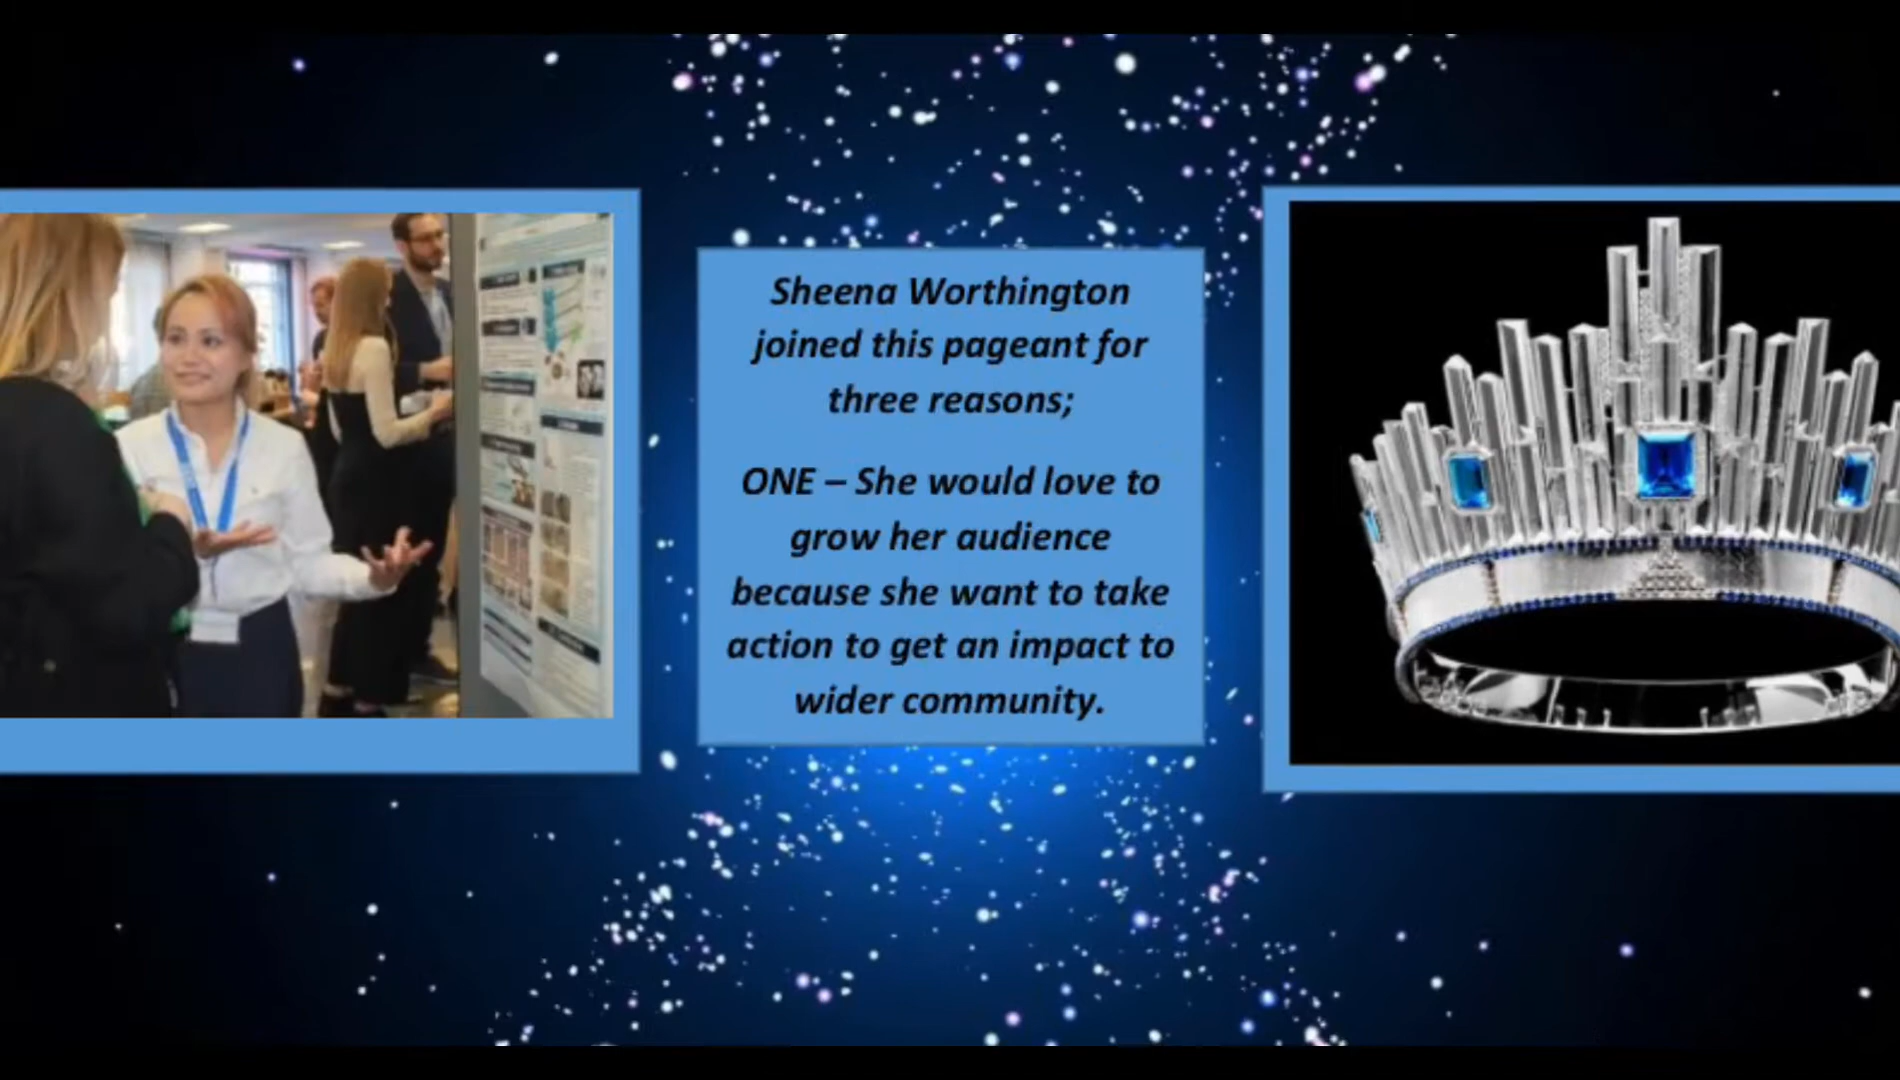 Sheena Worthington
joined this pageant for
three reasons;
ONE – She would love to
grow her audience
because she want to take
action to get an impact to
wider community.